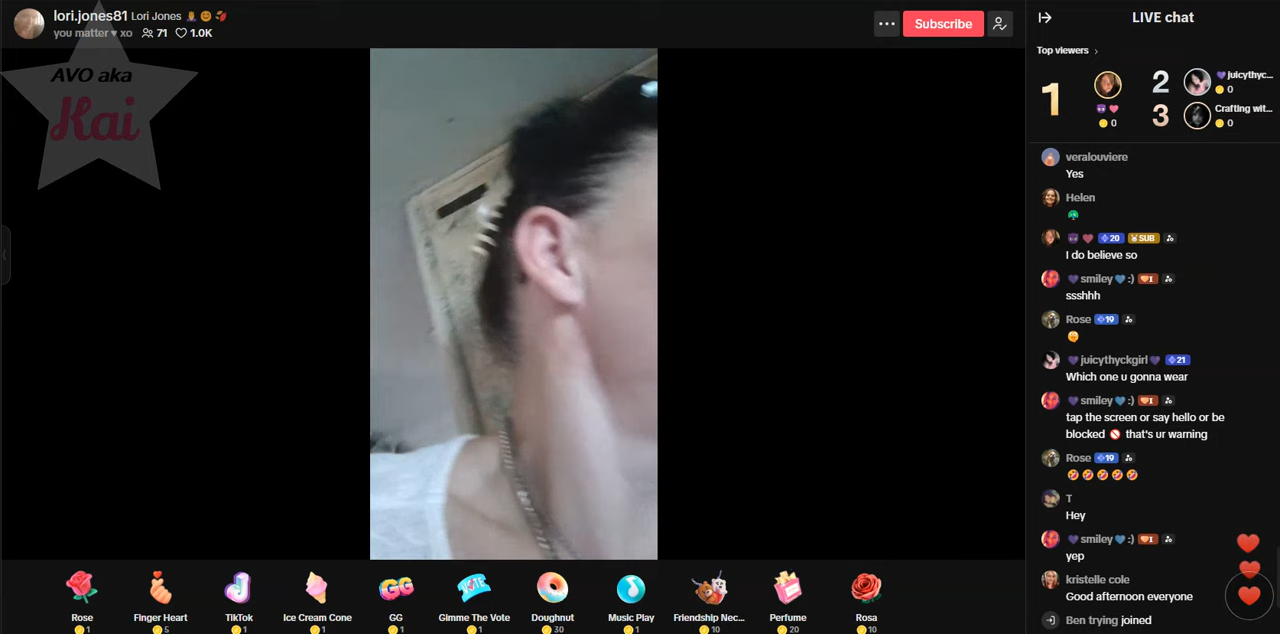 lori.jones81 Lori Jones
you matter ♥ xo 71 1.0K
Subscribe
AVO aka
Kai
LIVE chat
Top viewers
1
0
2
juicythyc...
0
3
Crafting wit...
0
veralouviere
Yes
Helen
20 SUB
I do believe so
smiley :) I
ssshhh
Rose 19
juicythyckgirl 21
Which one u gonna wear
smiley :) I
tap the screen or say hello or be
blocked 🚫 that's ur warning
Rose 19
🤣🤣🤣🤣🤣
T
Hey
smiley :) I
yep
kristelle cole
Good afternoon everyone
Ben trying joined
GG
VOTE
Rose
1
Finger Heart
5
TikTok
1
Ice Cream Cone
1
GG
1
Gimme The Vote
1
Doughnut
30
Music Play
1
Friendship Nec...
10
Perfume
20
Rosa
10